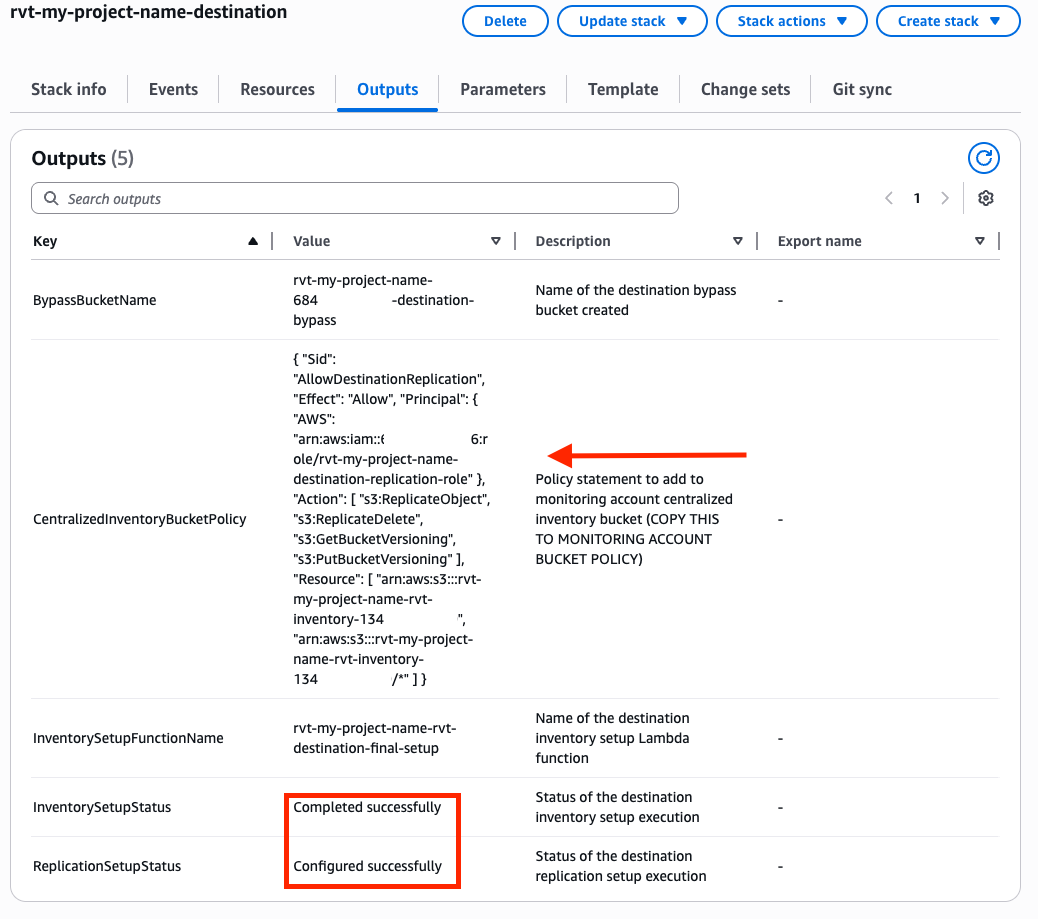 rvt-my-project-name-destination
Delete
Update stack
Stack actions
Create stack
Stack info
Events
Resources
Outputs
Parameters
Template
Change sets
Git sync
Outputs (5)
Search outputs
1
Key
Value
Description
Export name
BypassBucketName
rvt-my-project-name-
684 -destination-
bypass
Name of the destination bypass
bucket created
-
CentralizedInventoryBucketPolicy
{ "Sid":
"AllowDestinationReplication",
"Effect": "Allow", "Principal": {
"AWS":
"arn:aws:iam::6 6:r
ole/rvt-my-project-name-
destination-replication-role" },
"Action": [ "s3:ReplicateObject",
"s3:ReplicateDelete",
"s3:GetBucketVersioning",
"s3:PutBucketVersioning" ],
"Resource": [ "arn:aws:s3:::rvt-
my-project-name-rvt-
inventory-134 ",
"arn:aws:s3:::rvt-my-project-
name-rvt-inventory-
134 /*" ] }
Policy statement to add to
monitoring account centralized
inventory bucket (COPY THIS
TO MONITORING ACCOUNT
BUCKET POLICY)
-
InventorySetupFunctionName
rvt-my-project-name-rvt-
destination-final-setup
Name of the destination
inventory setup Lambda
function
-
InventorySetupStatus
Completed successfully
Status of the destination
inventory setup execution
-
ReplicationSetupStatus
Configured successfully
Status of the destination
replication setup execution
-